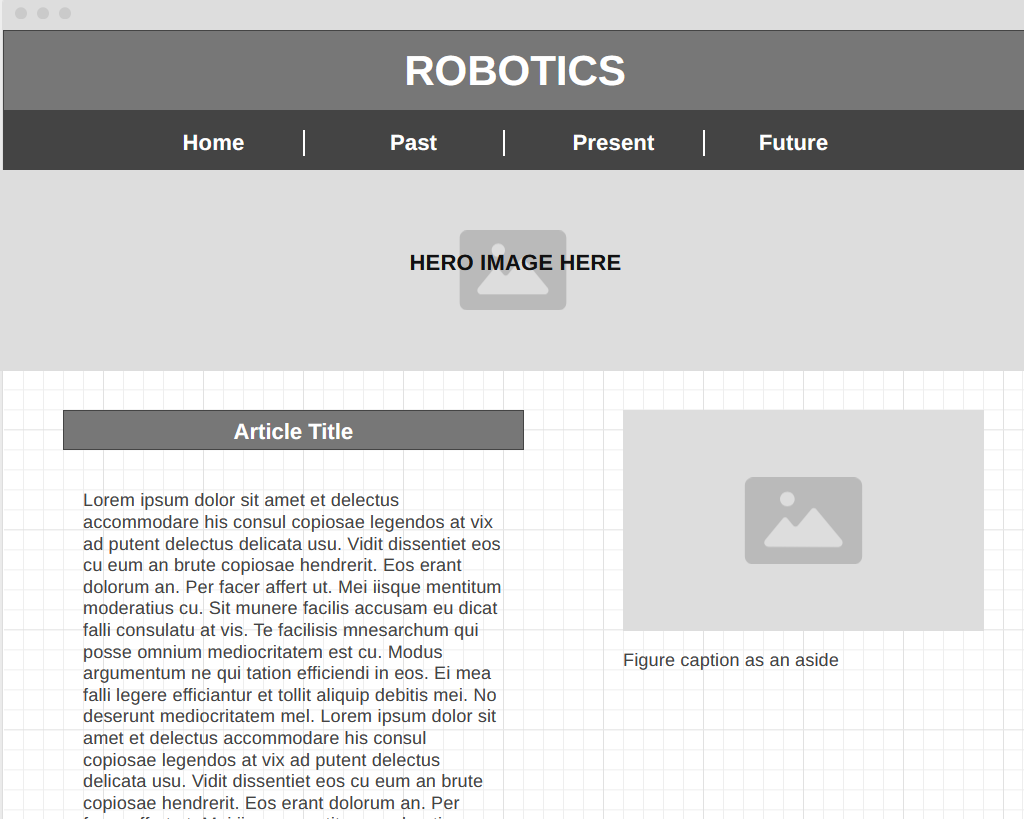 ROBOTICS
Home Past Present Future
HERO IMAGE HERE
Article Title
Lorem ipsum dolor sit amet et delectus
accommodare his consul copiosae legendos at vix
ad putent delectus delicata usu. Vidit dissentiet eos
cu eum an brute copiosae hendrerit. Eos erant
dolorum an. Per facer affert ut. Mei iisque mentitum
moderatius cu. Sit munere facilis accusam eu dicat
falli consulatu at vis. Te facilisis mnesarchum qui
posse omnium mediocritatem est cu. Modus
argumentum ne qui tation efficiendi in eos. Ei mea
falli legere efficiantur et tollit aliquip debitis mei. No
deserunt mediocritatem mel. Lorem ipsum dolor sit
amet et delectus accommodare his consul
copiosae legendos at vix ad putent delectus
delicata usu. Vidit dissentiet eos cu eum an brute
copiosae hendrerit. Eos erant dolorum an. Per
Figure caption as an aside